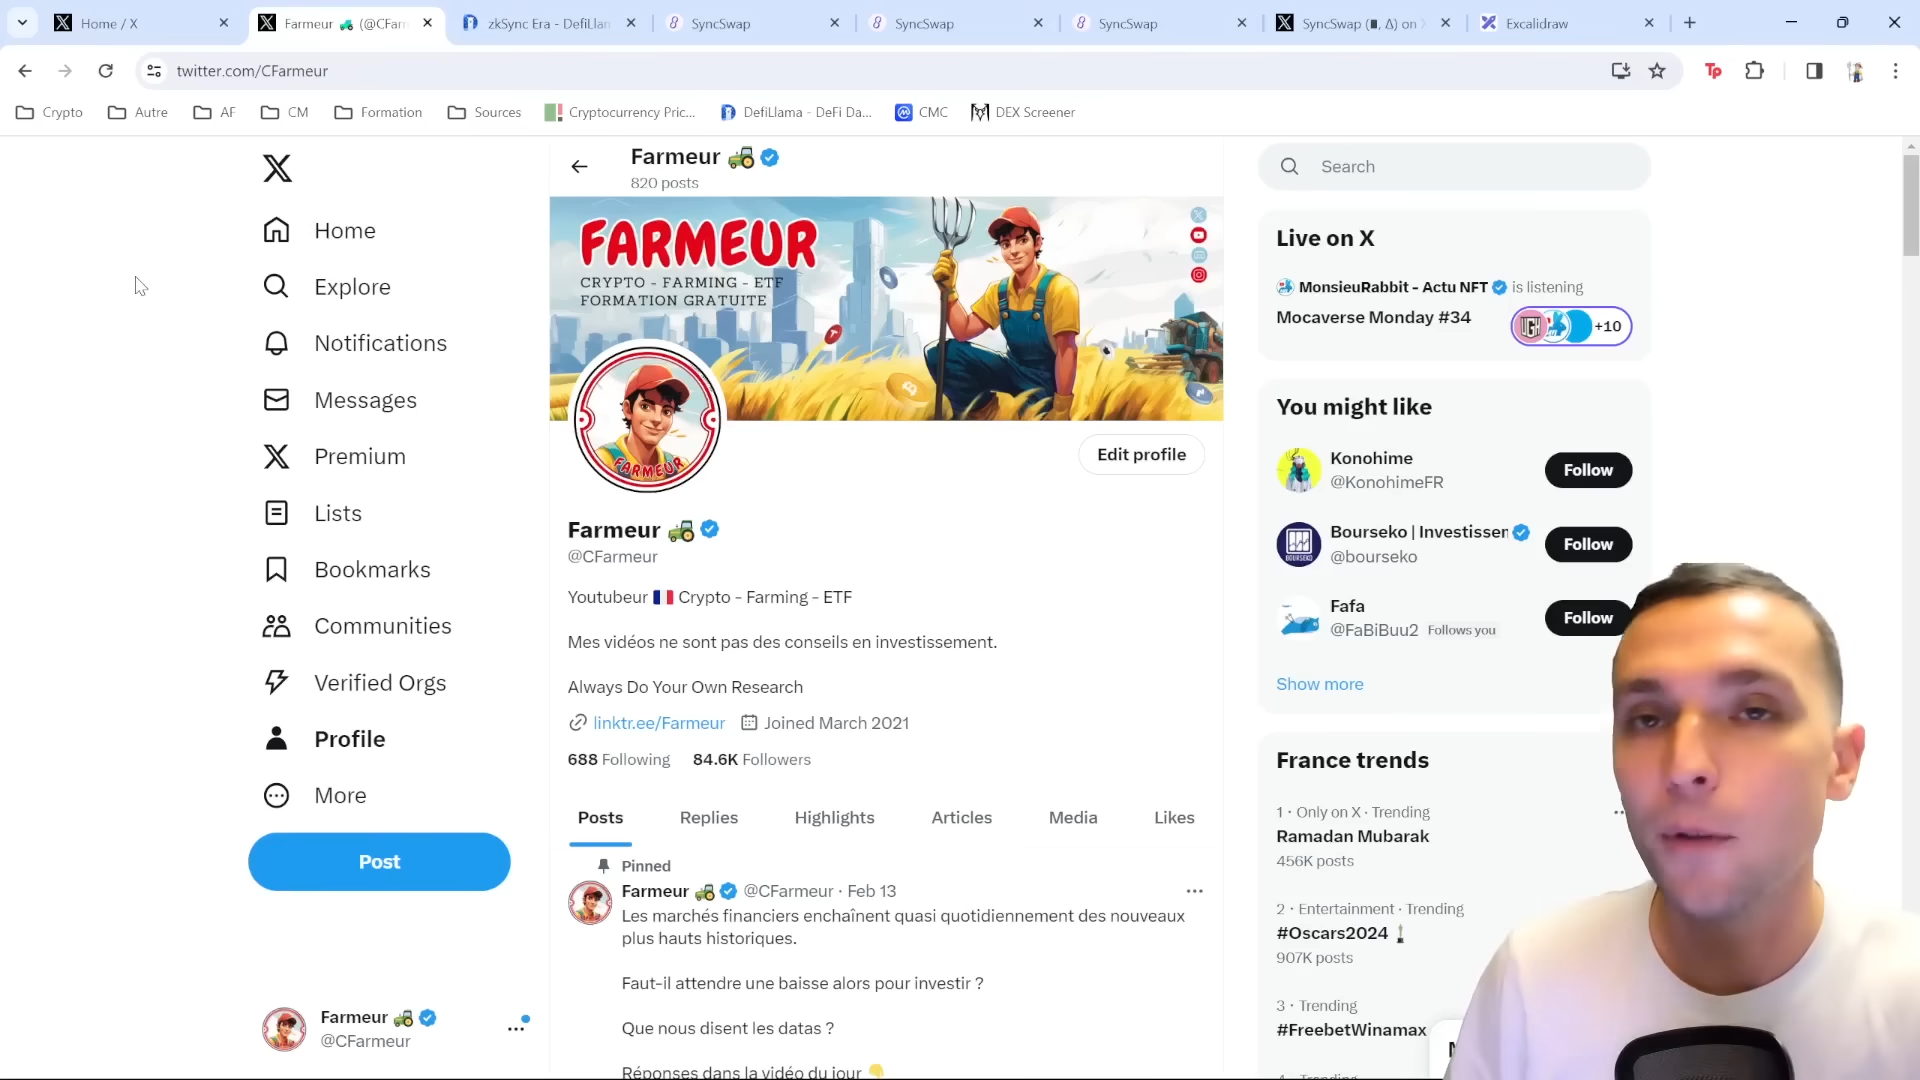 Home / X
Farmeur 🚜 (@CFarm
zkSync Era - DefiLlam
SyncSwap
SyncSwap
SyncSwap
SyncSwap (∎, ∆) on X
Excalidraw
twitter.com/CFarmeur
Crypto
Autre
AF
CM
Formation
Sources
Cryptocurrency Pric...
DefiLlama - DeFi Da...
CMC
DEX Screener
Home
Explore
Notifications
Messages
Premium
Lists
Bookmarks
Communities
Verified Orgs
Profile
More
Post
Farmeur 🚜
@CFarmeur
Farmeur 🚜
820 posts
FARMEUR
CRYPTO - FARMING - ETF
FORMATION GRATUITE
FARMEUR
Edit profile
Farmeur 🚜
@CFarmeur
Youtubeur 🇫🇷 Crypto - Farming - ETF
Mes vidéos ne sont pas des conseils en investissement.
Always Do Your Own Research
linktr.ee/Farmeur Joined March 2021
688 Following 84.6K Followers
Posts
Replies
Highlights
Articles
Media
Likes
Pinned
Farmeur 🚜 @CFarmeur · Feb 13
Les marchés financiers enchaînent quasi quotidiennement des nouveaux
plus hauts historiques.
Faut-il attendre une baisse alors pour investir ?
Que nous disent les datas ?
Réponses dans la vidéo du jour 👇
Search
Live on X
MonsieuRabbit - Actu NFT is listening
Mocaverse Monday #34
+10
You might like
Konohime
@KonohimeFR
Follow
Bourseko | Investissen
@bourseko
Follow
Fafa
@FaBiBuu2 Follows you
Follow
Show more
France trends
1 · Only on X · Trending
Ramadan Mubarak
456K posts
2 · Entertainment · Trending
#Oscars2024
907K posts
3 · Trending
#FreebetWinamax